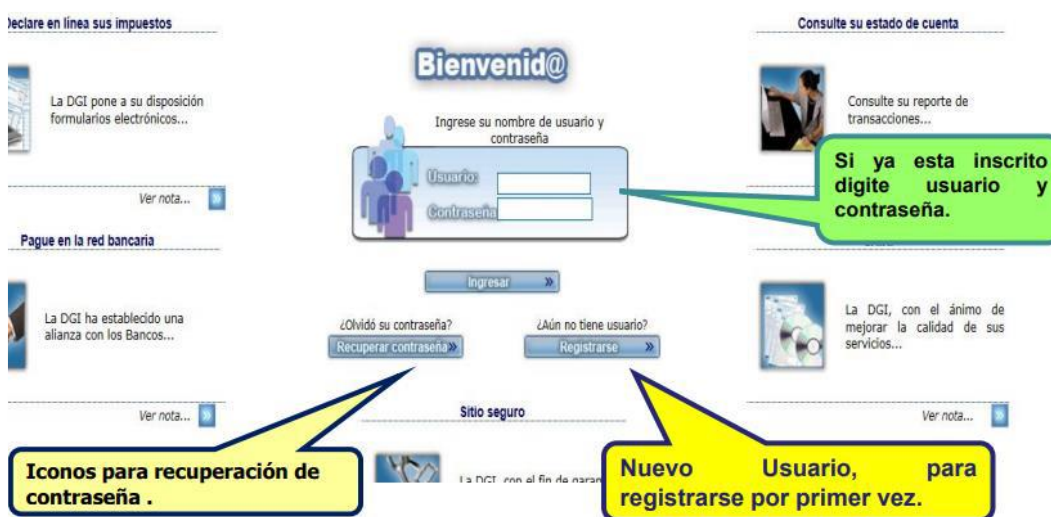 Declare en línea sus impuestos
La DGI pone a su disposición
formularios electrónicos...
Ver nota...
Pague en la red bancaria
La DGI ha establecido una
alianza con los Bancos...
Ver nota...
Bienvenid@
Ingrese su nombre de usuario y
contraseña
Usuario:
Contraseña
Ingresar »
¿Olvidó su contraseña?
Recuperar contraseña»
¿Aún no tiene usuario?
Registrarse »
Sitio seguro
La DGI, con el fin de garan
Consulte su estado de cuenta
Consulte su reporte de
transacciones...
Si ya esta inscrito
digite usuario y
contraseña.
La DGI, con el ánimo de
mejorar la calidad de sus
servicios...
Ver nota...
Iconos para recuperación de
contraseña .
Nuevo Usuario, para
registrarse por primer vez.